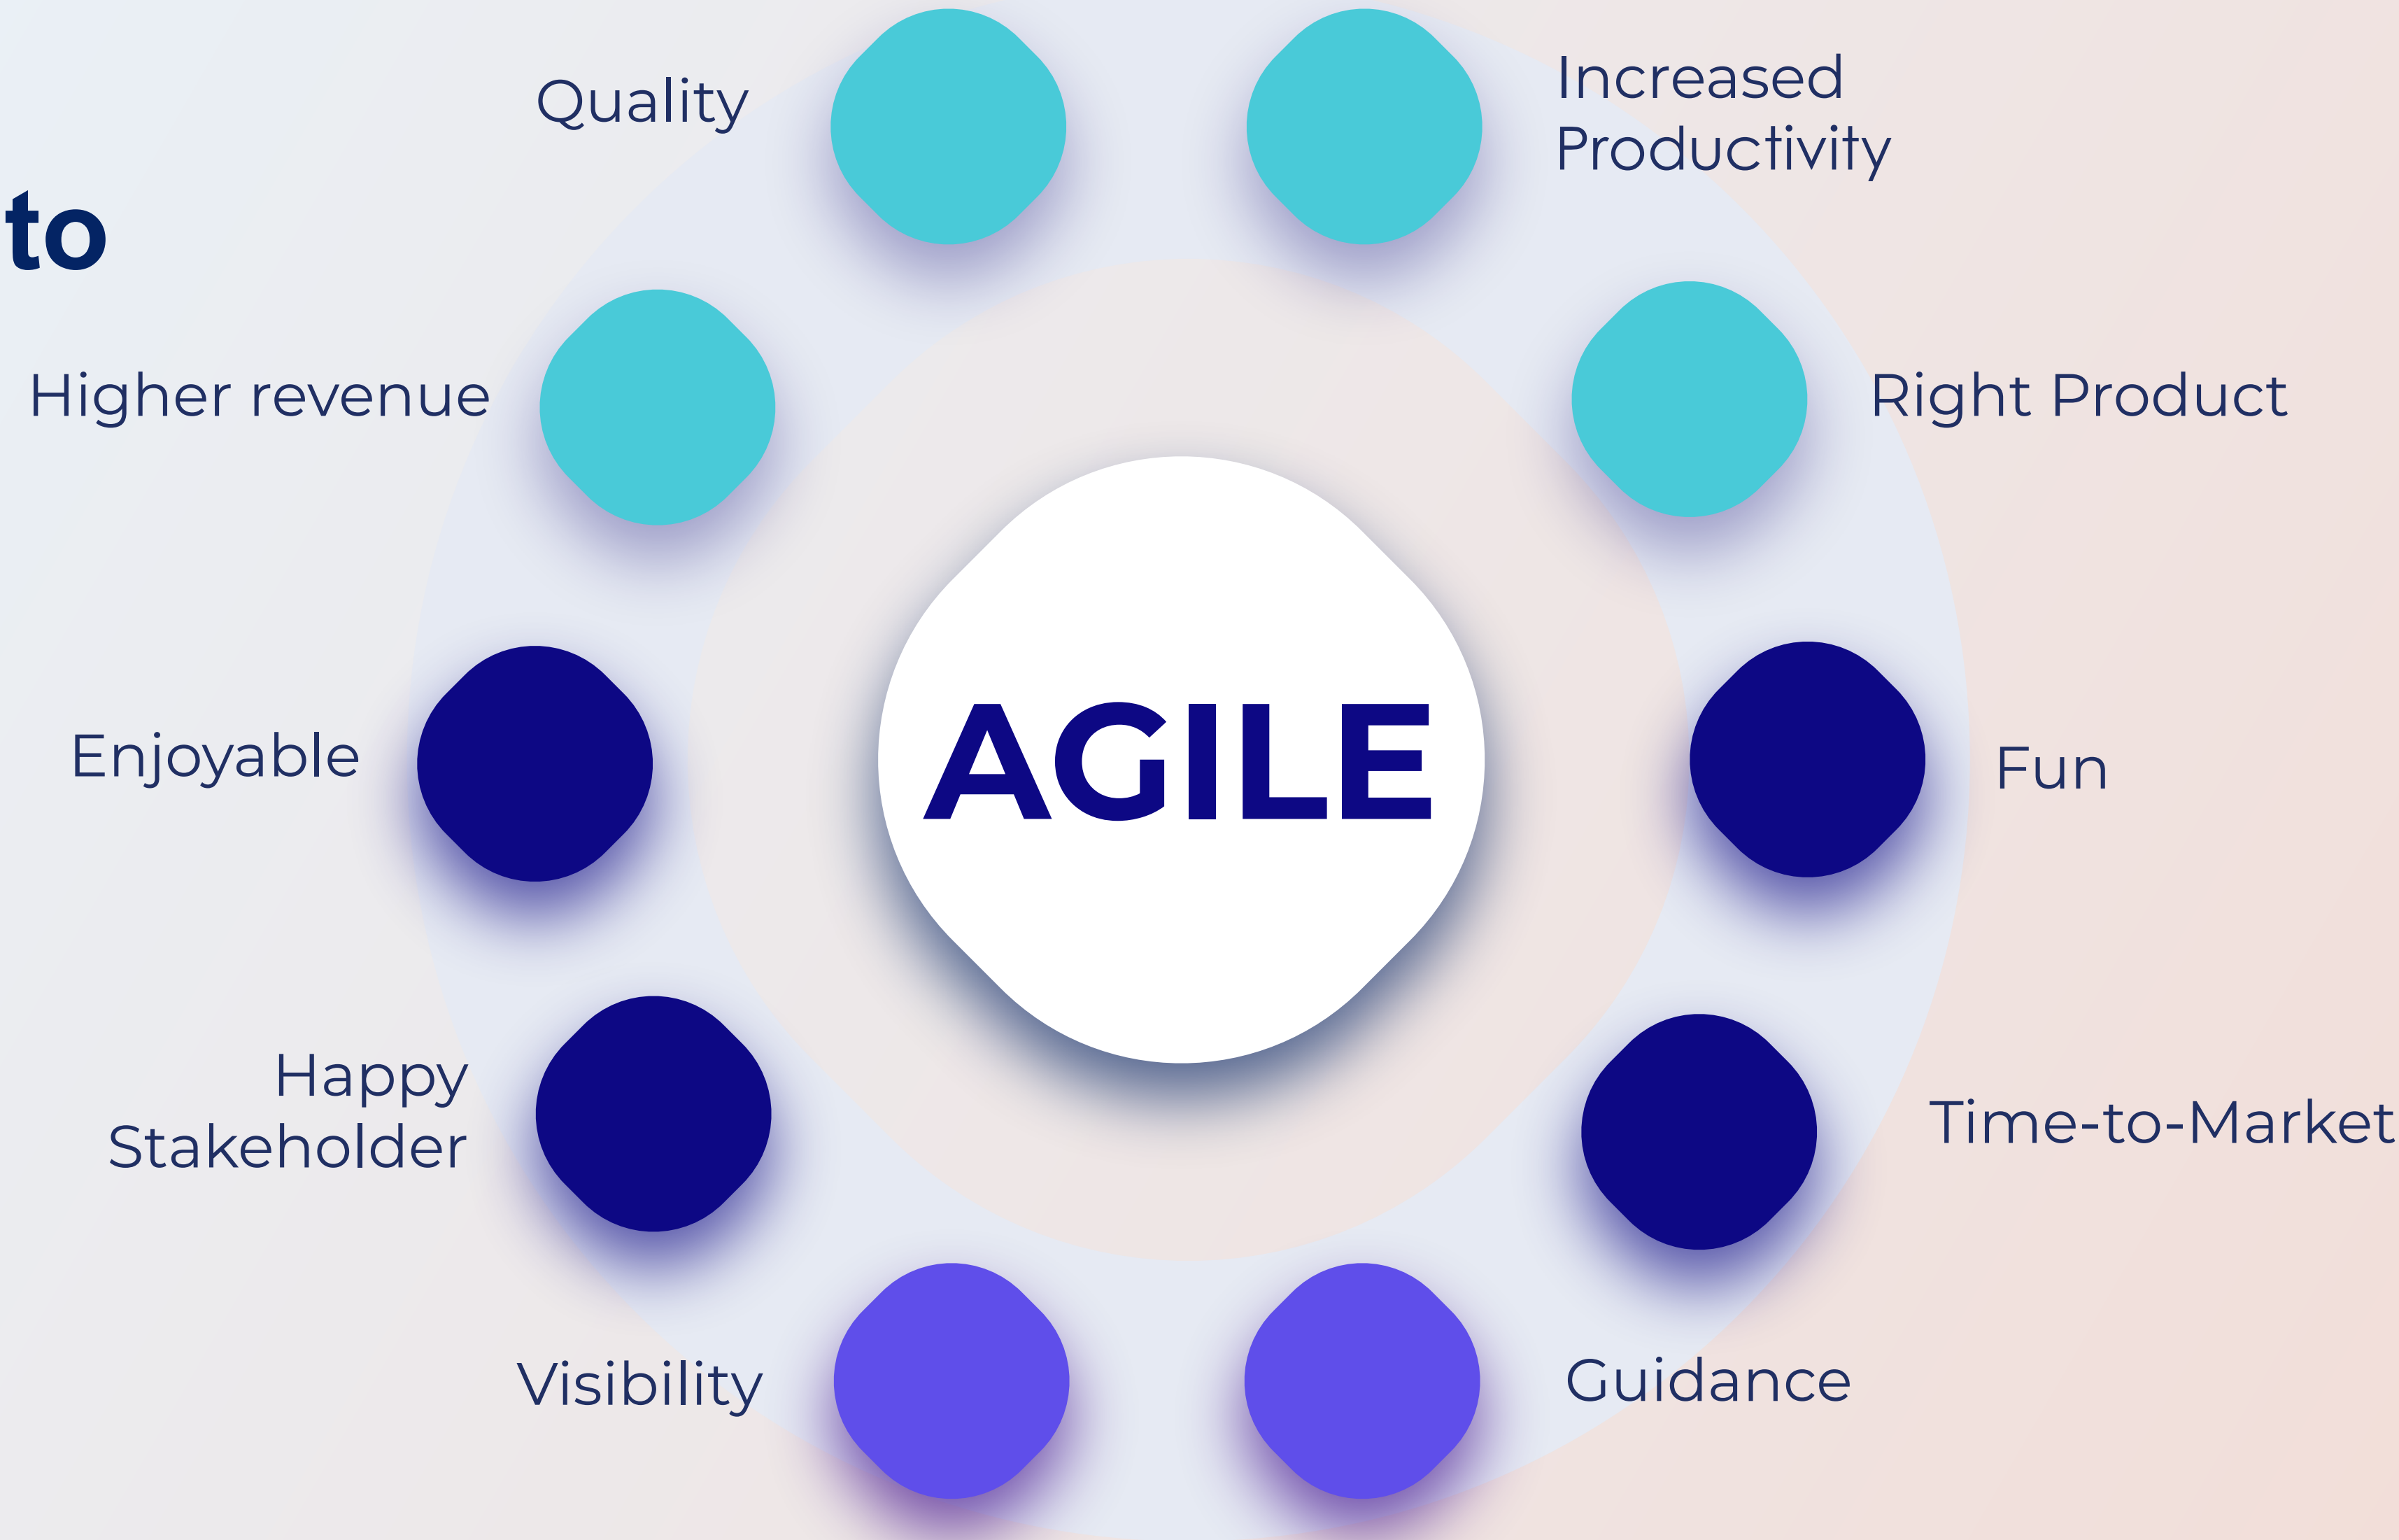 to
Quality
Increased
Productivity
Higher revenue
Right Product
AGILE
Enjoyable
Fun
Happy
Stakeholder
Time-to-Market
Visibility
Guidance